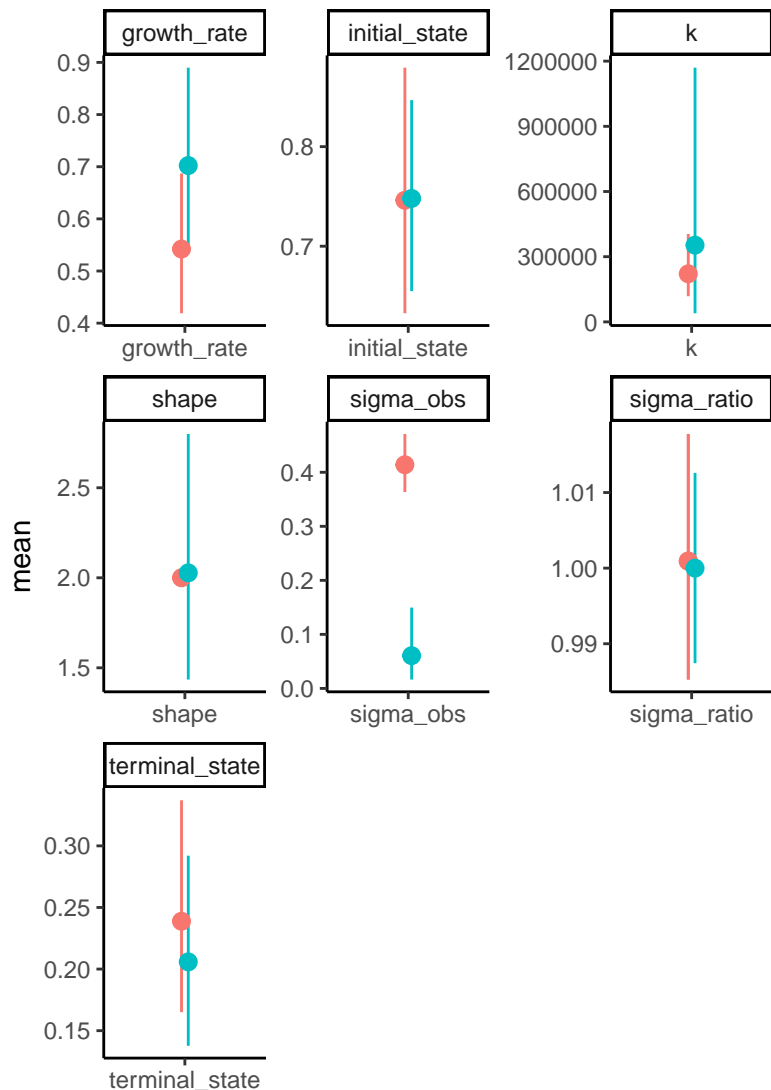 growth_rate
initial_state
k
0.9
0.8
0.7
0.6
0.5
0.4
0.8
0.7
1200000
900000
600000
300000
0
growth_rate
initial_state
k
shape
sigma_obs
sigma_ratio
mean
2.5
2.0
1.5
0.4
0.3
0.2
0.1
0.0
1.01
1.00
0.99
shape
sigma_obs
sigma_ratio
terminal_state
0.30
0.25
0.20
0.15
terminal_state